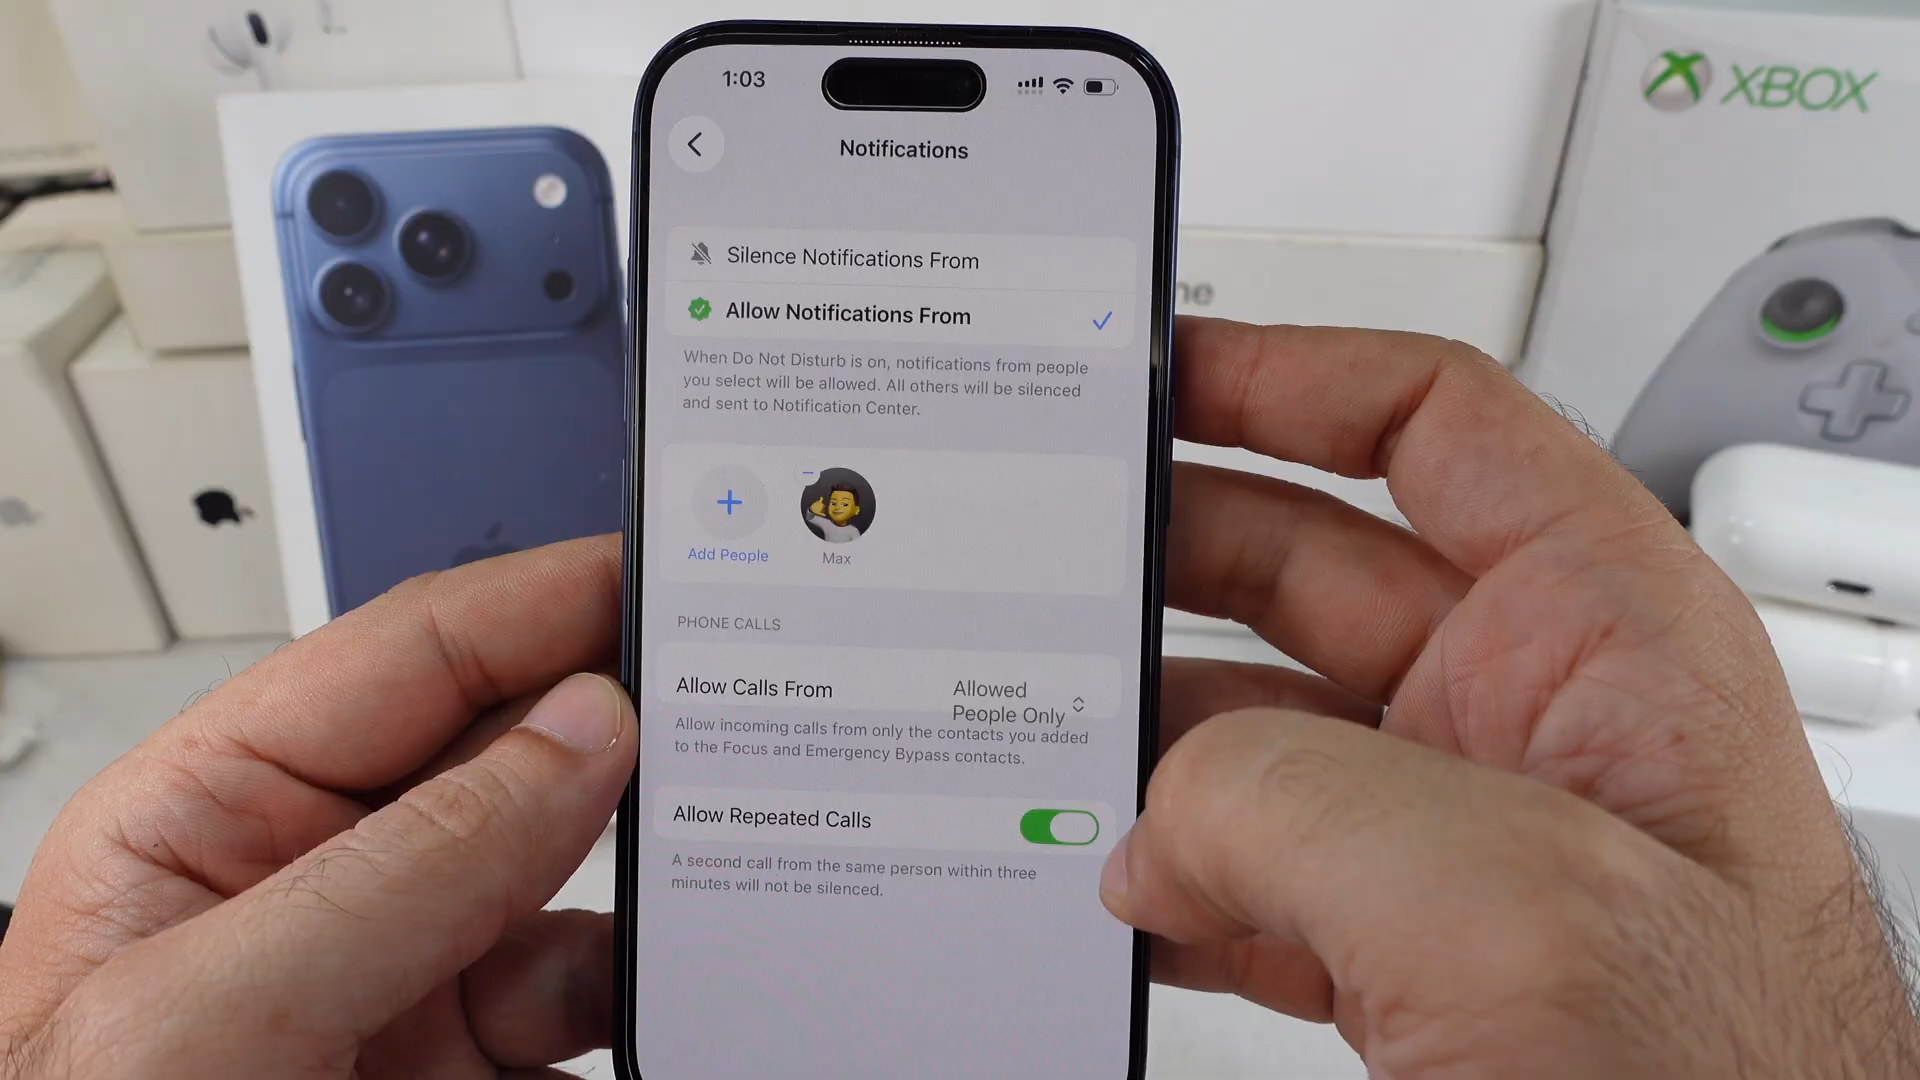 XBOX
1:03
Notifications
Silence Notifications From
Allow Notifications From
When Do Not Disturb is on, notifications from people
you select will be allowed. All others will be silenced
and sent to Notification Center.
Add People
Max
PHONE CALLS
Allow Calls From
Allowed
People Only
Allow incoming calls from only the contacts you added
to the Focus and Emergency Bypass contacts.
Allow Repeated Calls
A second call from the same person within three
minutes will not be silenced.